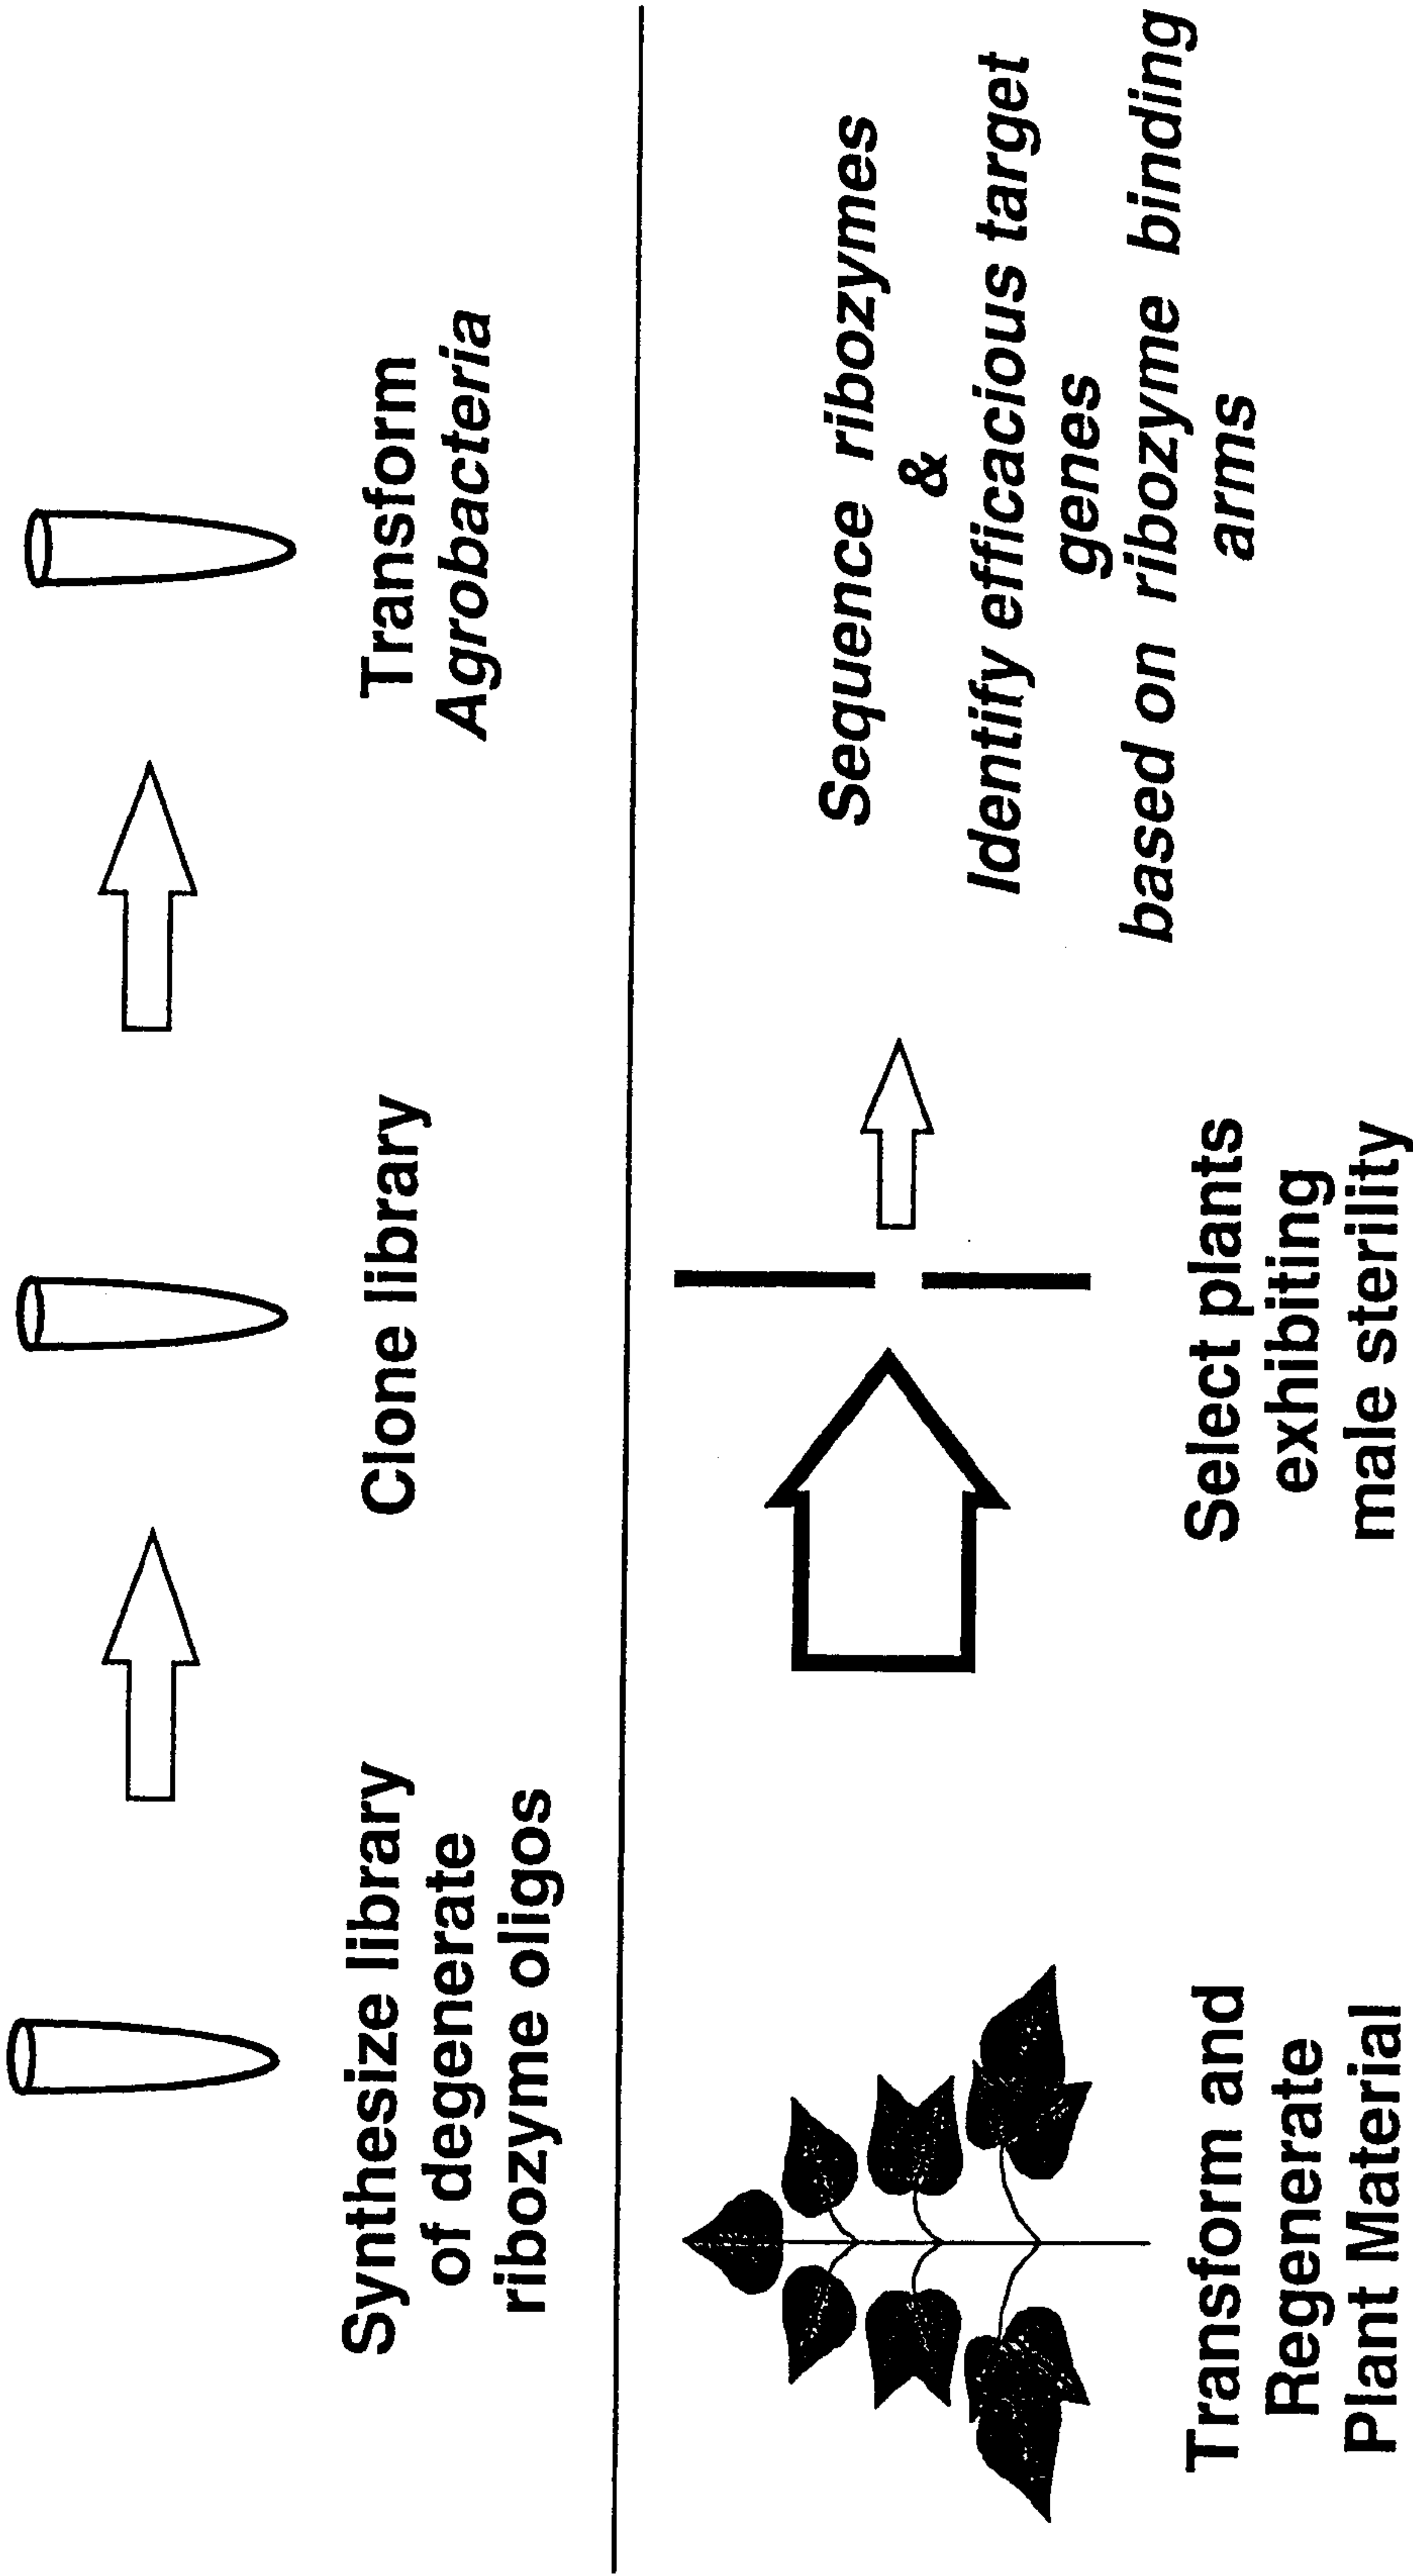 Synthesize library
of degenerate
ribozyme oligos
Clone library
Transform
Agrobacteria
Transform and
Regenerate
Plant Material
Select plants
exhibiting
male sterility
Sequence ribozymes
&
Identify efficacious target
genes
based on ribozyme binding
arms